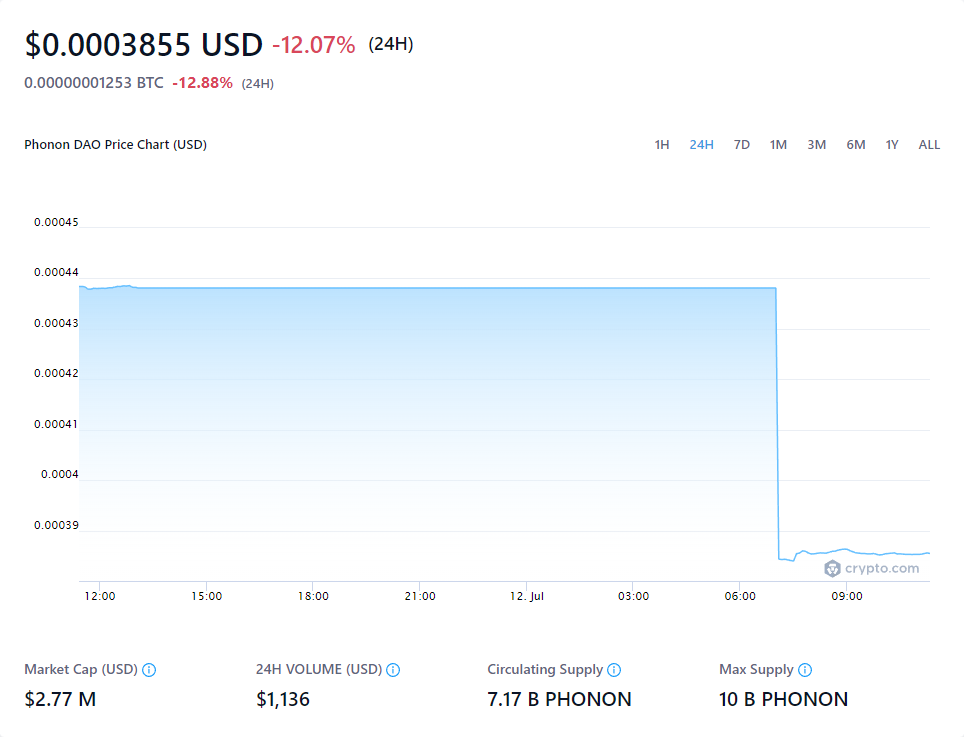 $0.0003855 USD -12.07% (24H)
0.00000001253 BTC -12.88% (24H)
Phonon DAO Price Chart (USD) 1H 24H 7D 1M 3M 6M 1Y ALL
0.00045
0.00044
0.00043
0.00042
0.00041
0.0004
0.00039
crypto.com
12:00 15:00 18:00 21:00 12. Jul 03:00 06:00 09:00
Market Cap (USD) 24H VOLUME (USD) Circulating Supply Max Supply
$2.77 M $1,136 7.17 B PHONON 10 B PHONON